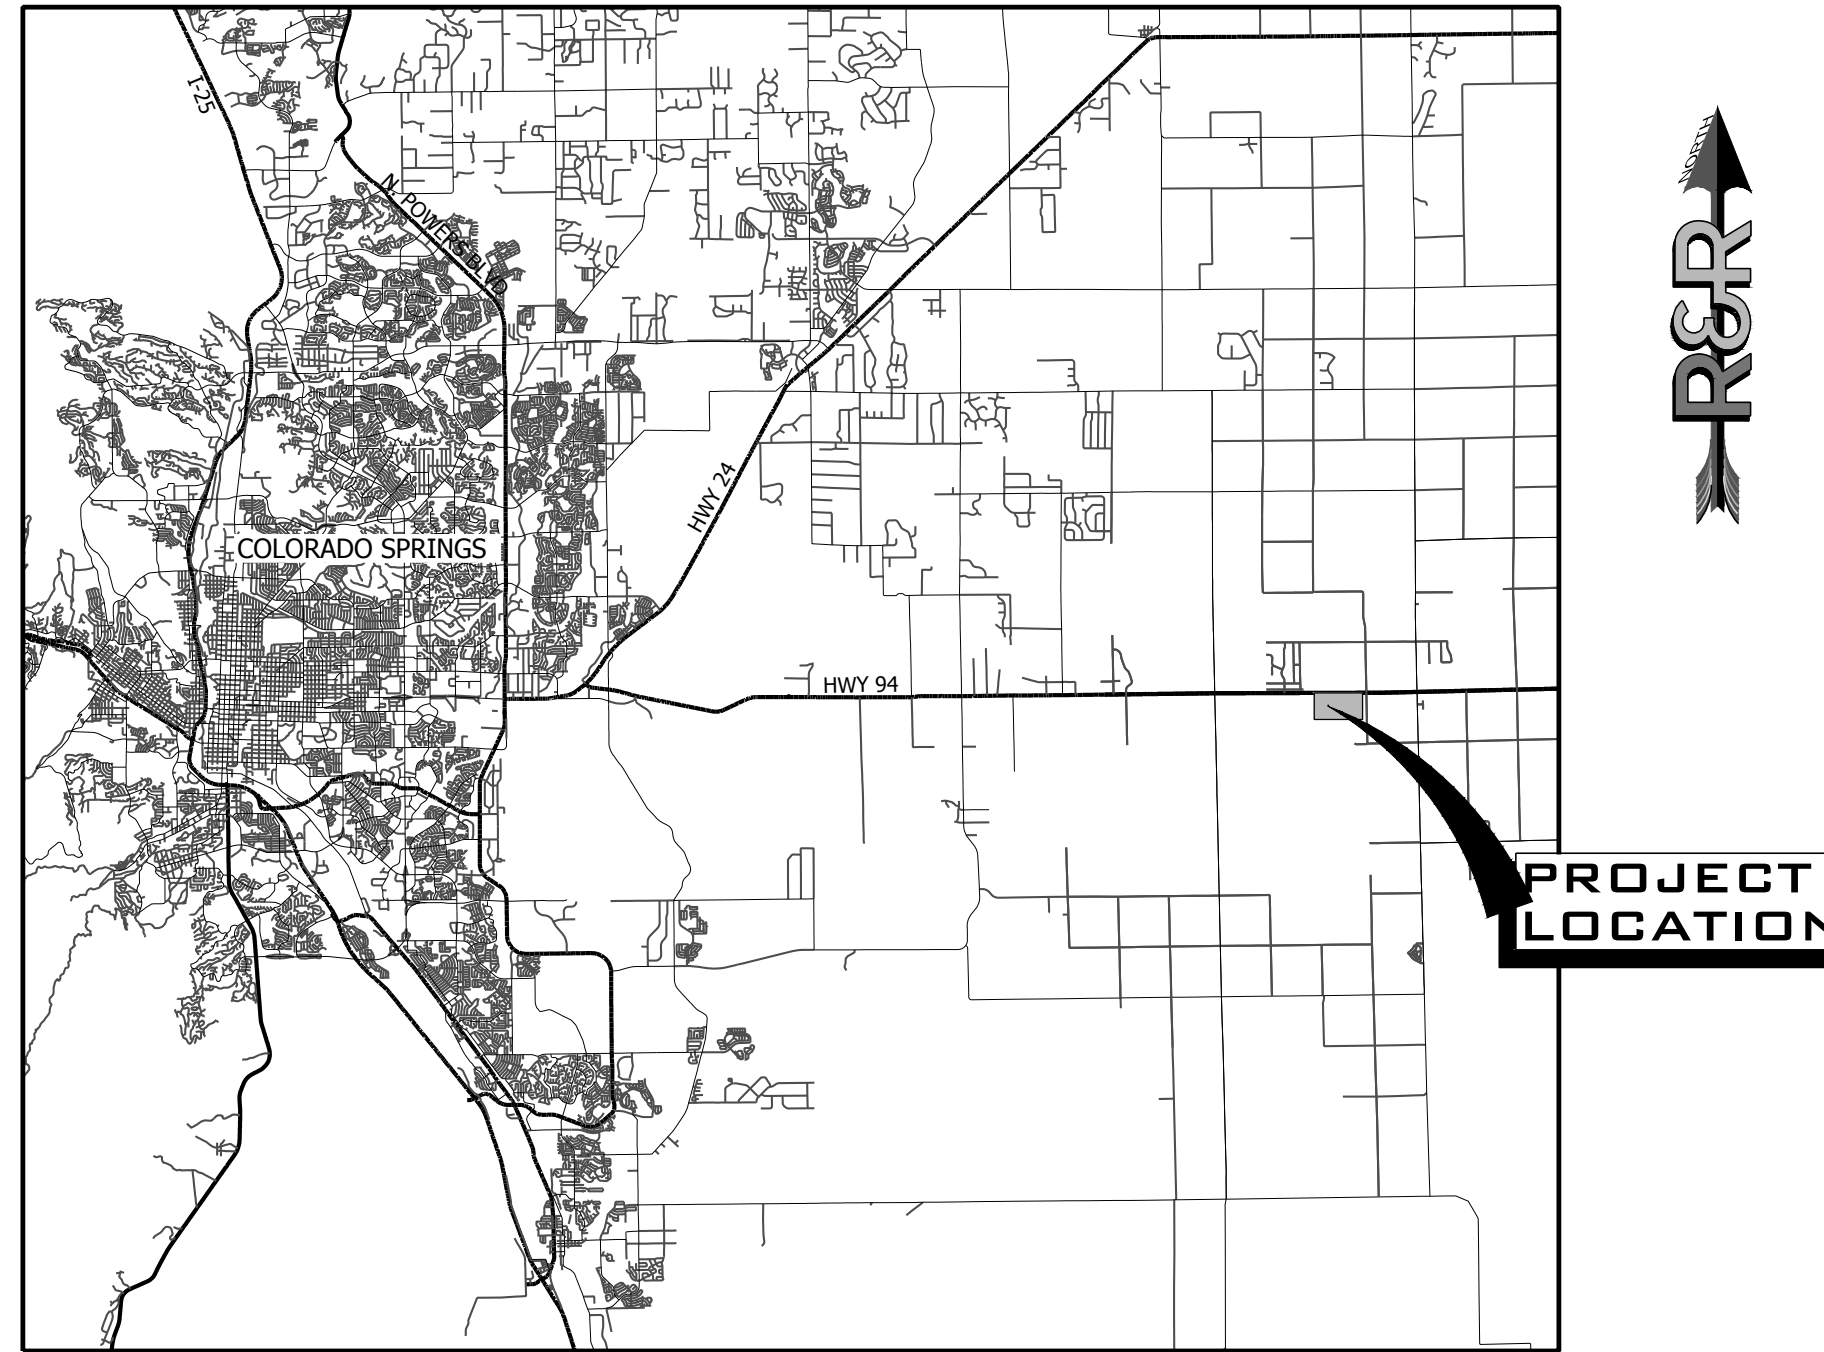 I-25
N. POWERS BLVD
NORTH
R&R
HWY 24
COLORADO SPRINGS
HWY 94
PROJECT
LOCATION